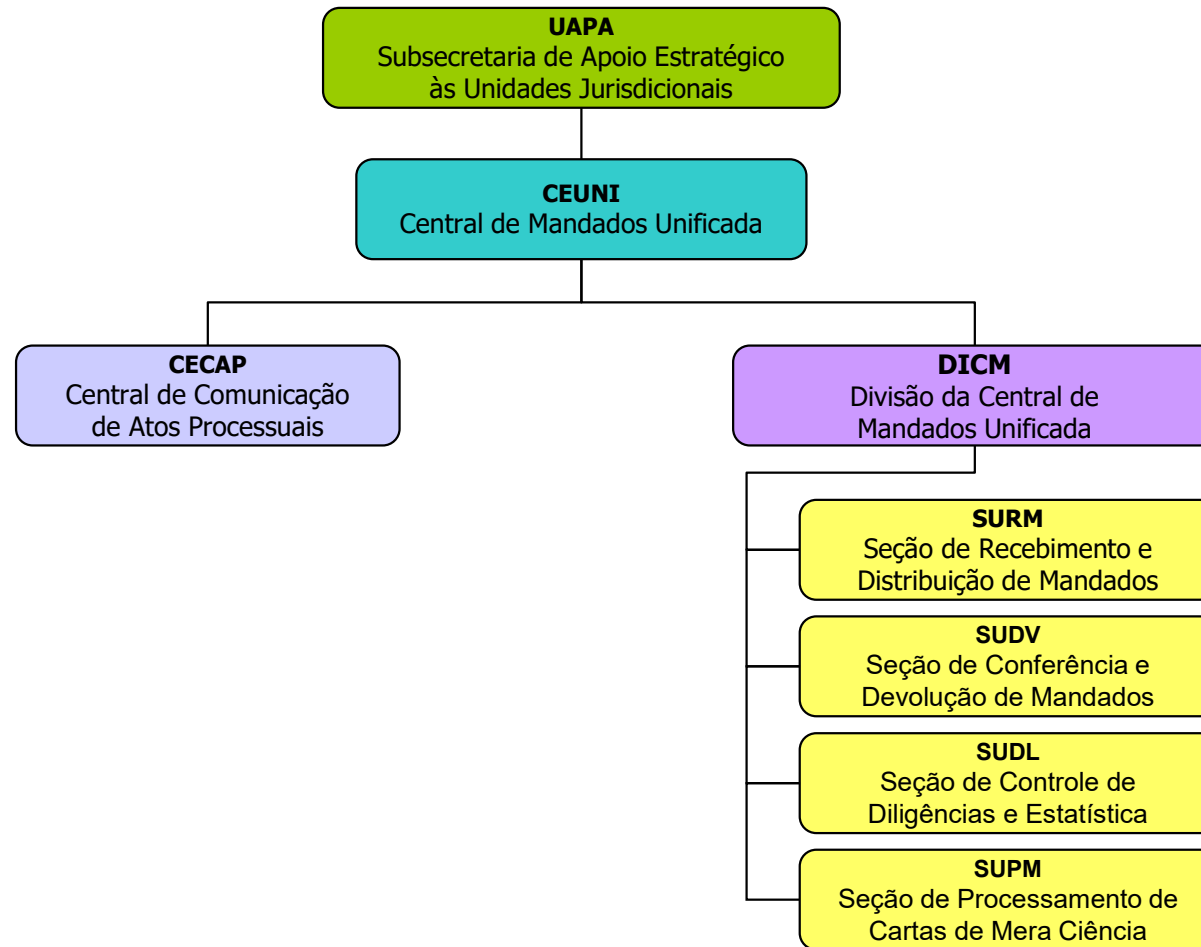 UAPA
Subsecretaria de Apoio Estratégico
às Unidades Jurisdicionais
CEUNI
Central de Mandados Unificada
CECAP
Central de Comunicação
de Atos Processuais
DICM
Divisão da Central de
Mandados Unificada
SURM
Seção de Recebimento e
Distribuição de Mandados
SUDV
Seção de Conferência e
Devolução de Mandados
SUDL
Seção de Controle de
Diligências e Estatística
SUPM
Seção de Processamento de
Cartas de Mera Ciência